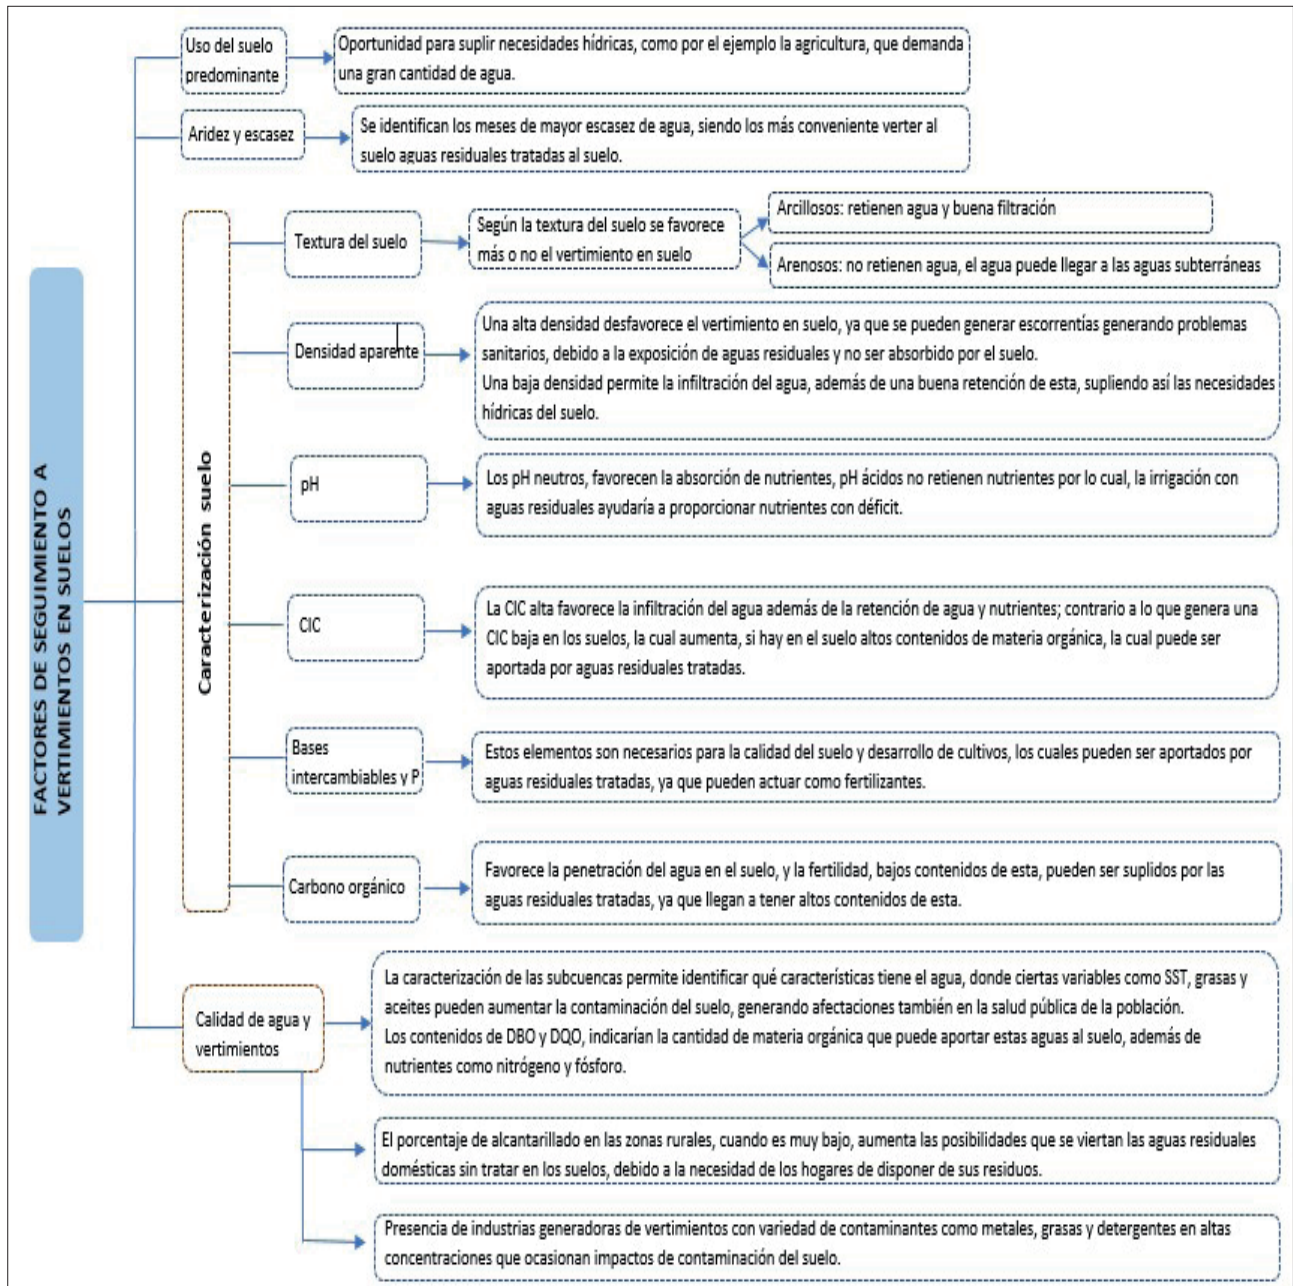 FACTORES DE SEGUIMIENTO A
VERTIMIENTOS EN SUELOS
Uso del suelo
predominante
Oportunidad para suplir necesidades hídricas, como por ejemplo la agricultura, que demanda
una gran cantidad de agua.
Aridez y escasez
Se identifican los meses de mayor escasez de agua, siendo los más conveniente verter al
suelo aguas residuales tratadas al suelo.
Caracterización suelo
Textura del suelo
Según la textura del suelo se favorece
más o no el vertimiento en suelo
Arcillosos: retienen agua y buena filtración
Arenosos: no retienen agua, el agua puede llegar a las aguas subterráneas
Densidad aparente
Una alta densidad desfavorece el vertimiento en suelo, ya que se pueden generar escorrentías generando problemas
sanitarios, debido a la exposición de aguas residuales y no ser absorbido por el suelo.
Una baja densidad permite la infiltración del agua, además de una buena retención de esta, supliendo así las necesidades
hídricas del suelo.
pH
Los pH neutros, favorecen la absorción de nutrientes, pH ácidos no retienen nutrientes por lo cual, la irrigación con
aguas residuales ayudaría a proporcionar nutrientes con déficit.
CIC
La CIC alta favorece la infiltración del agua además de la retención de agua y nutrientes; contrario a lo que genera una
CIC baja en los suelos, la cual aumenta, si hay en el suelo altos contenidos de materia orgánica, la cual puede ser
aportada por aguas residuales tratadas.
Bases
intercambiables y P
Estos elementos son necesarios para la calidad del suelo y desarrollo de cultivos, los cuales pueden ser aportados por
aguas residuales tratadas, ya que pueden actuar como fertilizantes.
Carbono orgánico
Favorece la penetración del agua en el suelo, y la fertilidad, bajos contenidos de esta, pueden ser suplidos por las
aguas residuales tratadas, ya que llegan a tener altos contenidos de esta.
Calidad de agua y
vertimientos
La caracterización de las subcuencas permite identificar qué características tiene el agua, donde ciertas variables como SST, grasas y
aceites pueden aumentar la contaminación del suelo, generando afectaciones también en la salud pública de la población.
Los contenidos de DBO y DQO, indicarían la cantidad de materia orgánica que puede aportar estas aguas al suelo, además de
nutrientes como nitrógeno y fósforo.
El porcentaje de alcantarillado en las zonas rurales, cuando es muy bajo, aumenta las posibilidades que se viertan las aguas residuales
domésticas sin tratar en los suelos, debido a la necesidad de los hogares de disponer de sus residuos.
Presencia de industrias generadoras de vertimientos con variedad de contaminantes como metales, grasas y detergentes en altas
concentraciones que ocasionan impactos de contaminación del suelo.